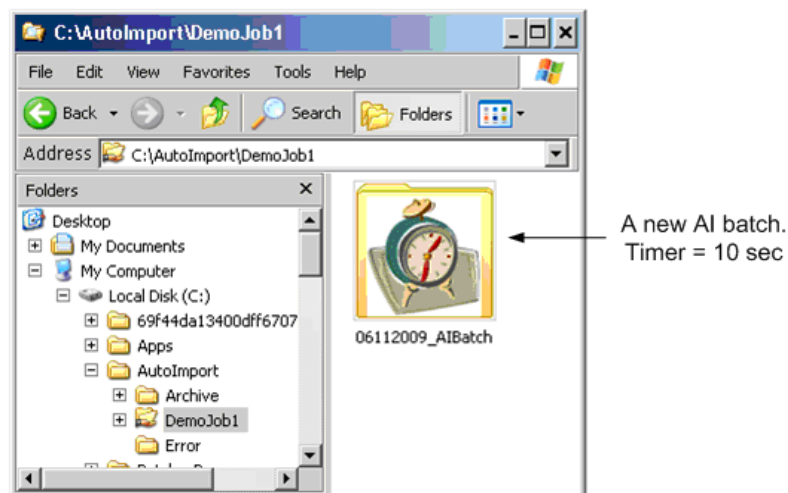 C:\AutoImport\DemoJob1
File Edit View Favorites Tools Help
Back Search Folders
Address C:\AutoImport\DemoJob1
Folders
Desktop
My Documents
My Computer
Local Disk (C:)
69f44da13400dff6707
Apps
AutoImport
Archive
DemoJob1
Error
06112009_AIBatch
A new AI batch.
Timer = 10 sec